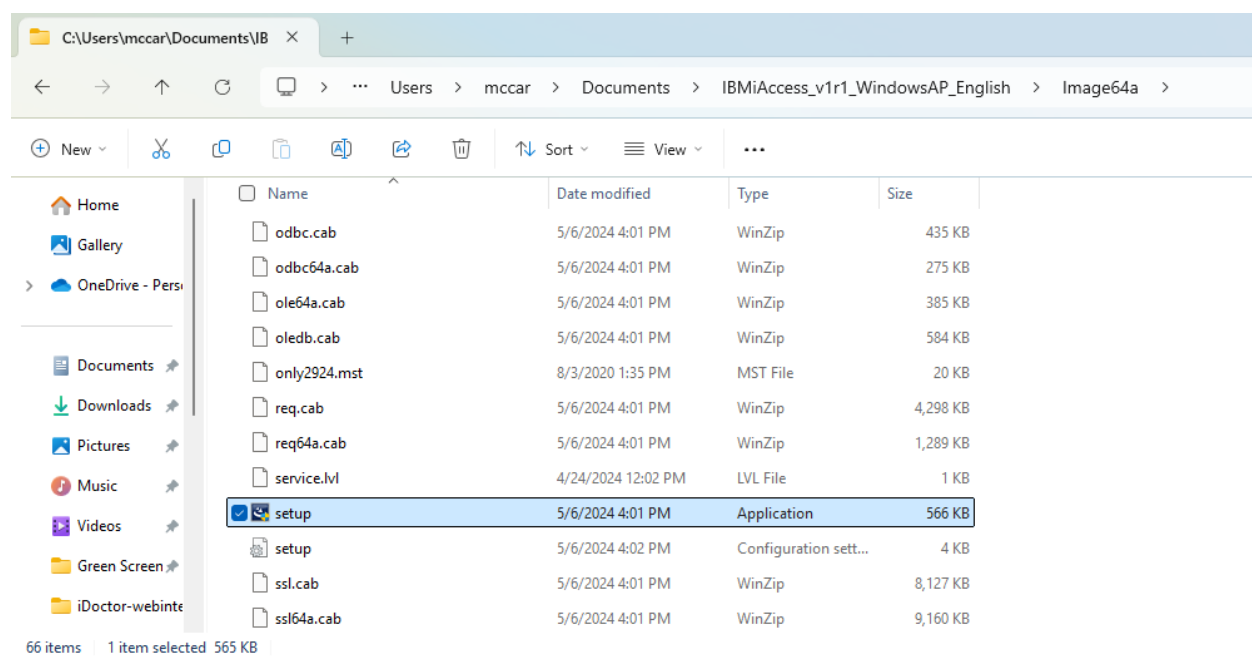 C:\Users\mccar\Documents\IB
Users > mccar > Documents > IBMiAccess_v1r1_WindowsAP_English > Image64a >
New Sort View
Name Date modified Type Size
Home
Gallery
OneDrive - Pers
Documents
Downloads
Pictures
Music
Videos
Green Screen
iDoctor-webinte
odbc.cab 5/6/2024 4:01 PM WinZip 435 KB
odbc64a.cab 5/6/2024 4:01 PM WinZip 275 KB
ole64a.cab 5/6/2024 4:01 PM WinZip 385 KB
oledb.cab 5/6/2024 4:01 PM WinZip 584 KB
only2924.mst 8/3/2020 1:35 PM MST File 20 KB
req.cab 5/6/2024 4:01 PM WinZip 4,298 KB
req64a.cab 5/6/2024 4:01 PM WinZip 1,289 KB
service.lvl 4/24/2024 12:02 PM LVL File 1 KB
setup 5/6/2024 4:01 PM Application 566 KB
setup 5/6/2024 4:02 PM Configuration sett... 4 KB
ssl.cab 5/6/2024 4:01 PM WinZip 8,127 KB
ssl64a.cab 5/6/2024 4:01 PM WinZip 9,160 KB
66 items 1 item selected 565 KB